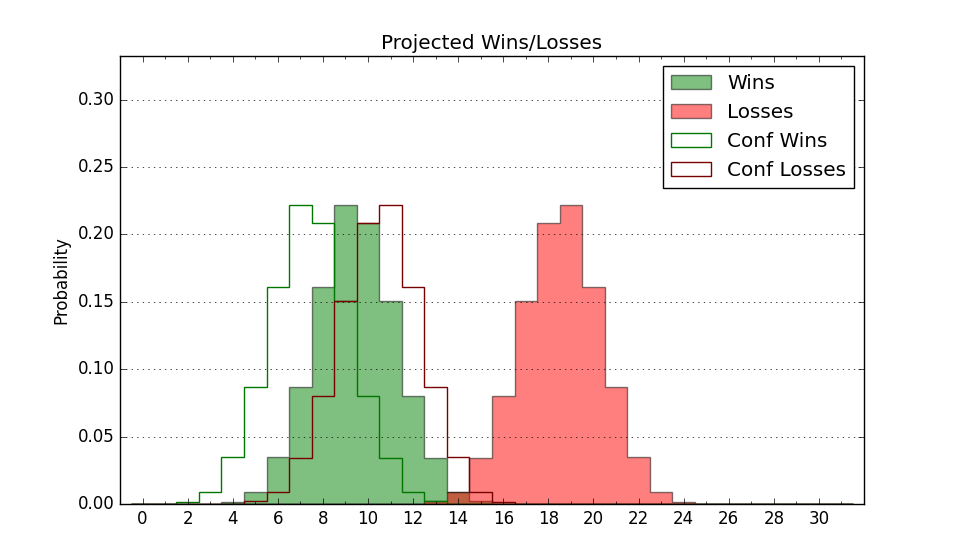 Projected Wins/Losses
Probability
0.30
0.25
0.20
0.15
0.10
0.05
0.00
Wins
Losses
Conf Wins
Conf Losses
0 2 4 6 8 10 12 14 16 18 20 22 24 26 28 30